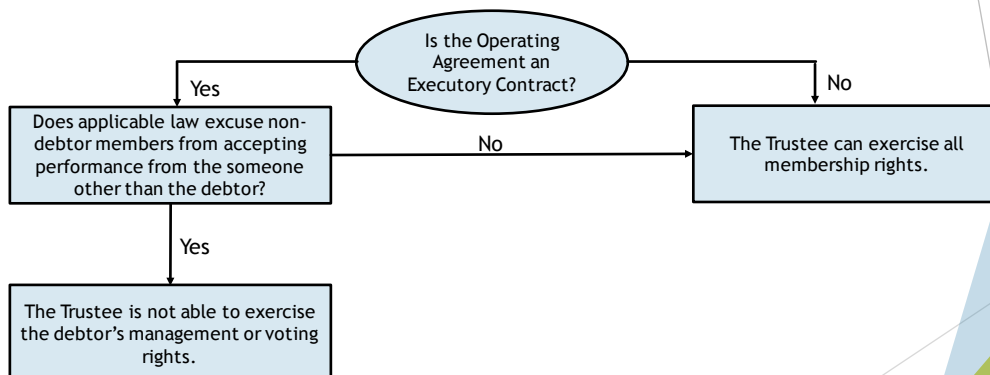 Is the Operating
Agreement an
Executory Contract?
Yes
No
Does applicable law excuse non-
debtor members from accepting
performance from the someone
other than the debtor?
No
The Trustee can exercise all
membership rights.
Yes
The Trustee is not able to exercise
the debtor's management or voting
rights.